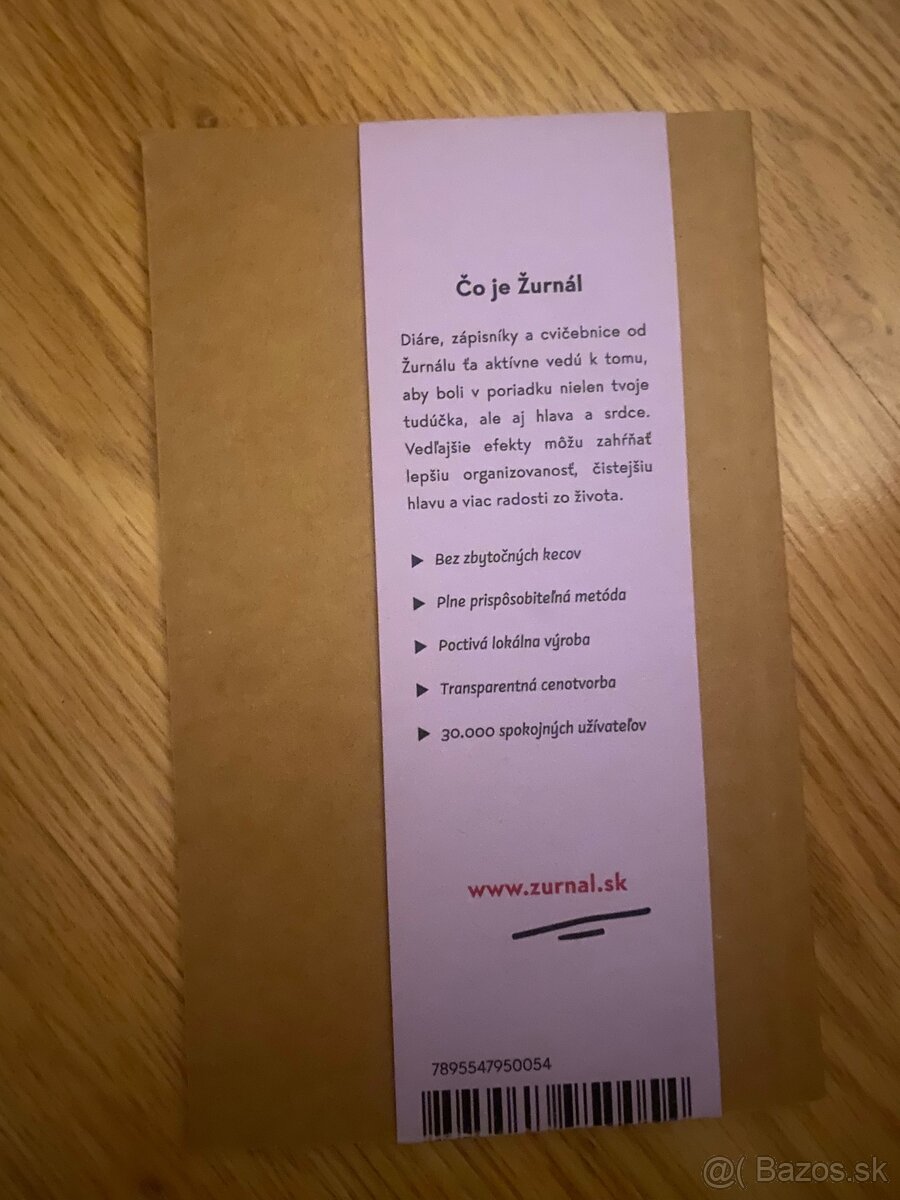 Čo je Žurnál
Diáre, zápisníky a cvičebnice od
Žurnálu ťa aktívne vedú k tomu,
aby boli v poriadku nielen tvoje
tudúčka, ale aj hlava a srdce.
Vedľajšie efekty môžu zahŕňať
lepšiu organizovanosť, čistejšiu
hlavu a viac radosti zo života.
▶ Bez zbytočných kecov
▶ Plne prispôsobiteľná metóda
▶ Poctivá lokálna výroba
▶ Transparentná cenotvorba
▶ 30.000 spokojných užívateľov
www.zurnal.sk
7895547950054
@( Bazos.sk